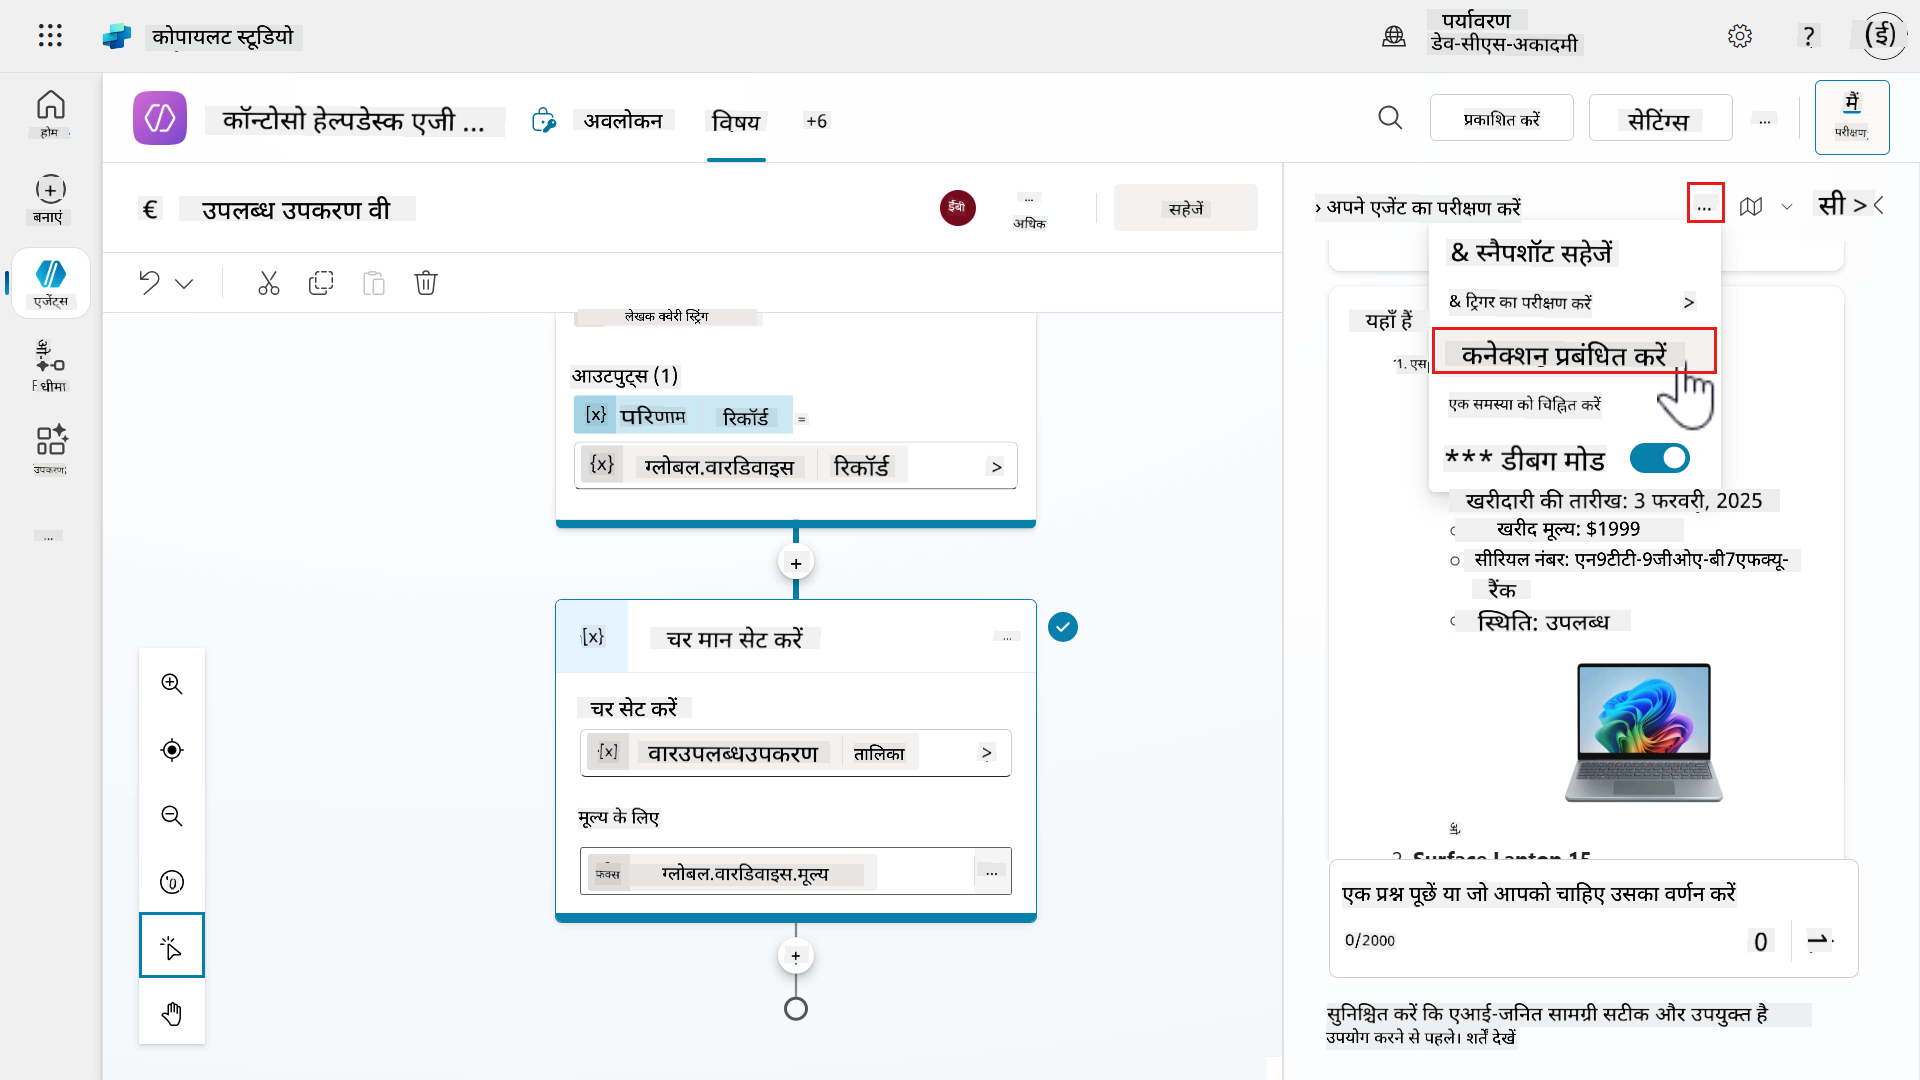 कोपायलट स्टूडियो
पर्यावरण
डेव-सीएस-अकादमी
?
(ई)
होम
बनाएं
एजेंट्स
धीमा
उपकरण;
...
कॉन्टोसो हेल्पडेस्क एजी ...
अवलोकन
विषय
+6
प्रकाशित करें
सेटिंग्स
...
मैं
परीक्षण
€ उपलब्ध उपकरण वी
ईबी
...
अधिक
सहेजें
लेखक क्वेरी स्ट्रिंग
आउटपुट्स (1)
[x] परिणाम रिकॉर्ड =
{x} ग्लोबल.वारडिवाइस रिकॉर्ड >
+
[x] चर मान सेट करें ...
चर सेट करें
[x] वारउपलब्धउपकरण तालिका >
मूल्य के लिए
फक्स ग्लोबल.वारडिवाइस.मूल्य ...
+
› अपने एजेंट का परीक्षण करें
...
सी >
& स्नैपशॉट सहेजें
& ट्रिगर का परीक्षण करें >
कनेक्शन प्रबंधित करें
एक समस्या को चिह्नित करें
*** डीबग मोड
यहाँ हैं
खरीदारी की तारीख: 3 फरवरी, 2025
खरीद मूल्य: $1999
सीरियल नंबर: एन9टीटी-9जीओए-बी7एफक्यू-
रैंक
स्थिति: उपलब्ध
2. Surface Laptop 15
एक प्रश्न पूछें या जो आपको चाहिए उसका वर्णन करें
0/2000
0
सुनिश्चित करें कि एआई-जनित सामग्री सटीक और उपयुक्त है
उपयोग करने से पहले। शर्तें देखें